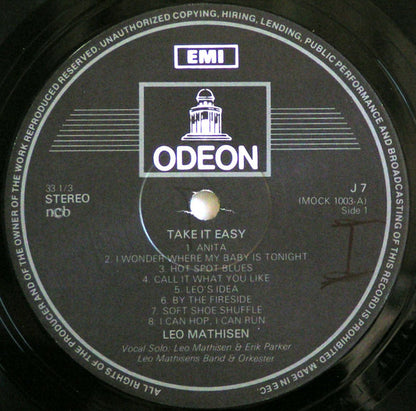 ALL RIGHTS OF THE PRODUCER AND OF THE OWNER OF THE WORK REPRODUCED RESERVED. UNAUTHORIZED COPYING, HIRING, LENDING, PUBLIC PERFORMANCE AND BROADCASTING OF THIS RECORD IS PROHIBITED. MADE IN EEC.
EMI
ODEON
33 1/3
STEREO
ncb
J 7
(MOCK 1003-A)
Side 1
TAKE IT EASY
1. ANITA
2. I WONDER WHERE MY BABY IS TONIGHT
3. HOT SPOT BLUES
4. CALL IT WHAT YOU LIKE
5. LEO'S IDEA
6. BY THE FIRESIDE
7. SOFT SHOE SHUFFLE
8. I CAN HOP, I CAN RUN
LEO MATHISEN
Vocal Solo: Leo Mathisen & Erik Parker
Leo Mathisens Band & Orkester
I